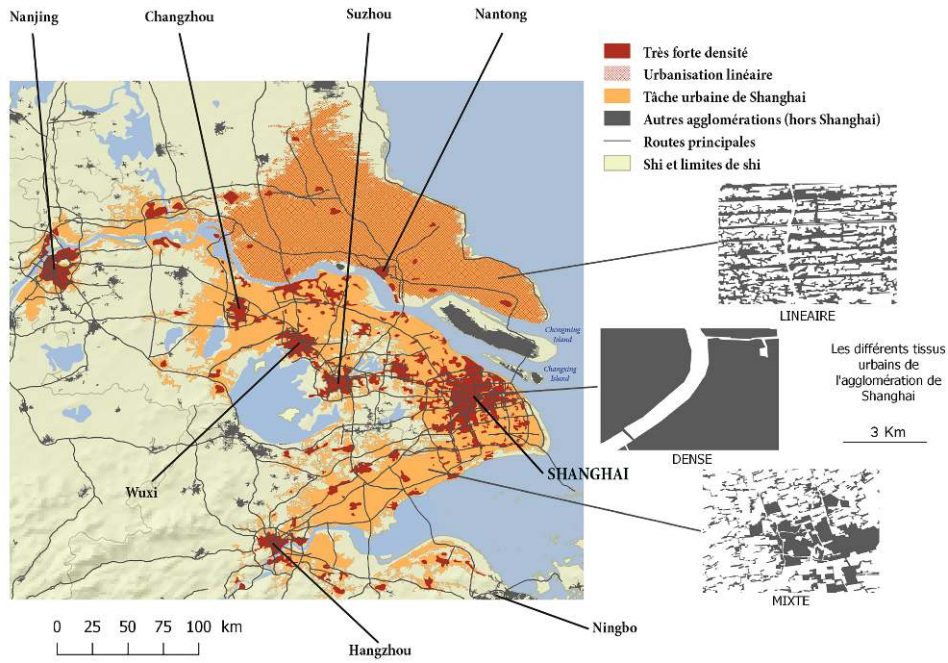 Nanjing
Changzhou
Suzhou
Nantong
Très forte densité
Urbanisation linéaire
Tâche urbaine de Shanghai
Autres agglomérations (hors Shanghai)
Routes principales
Shi et limites de shi
LINEAIRE
Chongming
Island
Changxing
Island
Les différents tissus
urbains de
l'agglomération de
Shanghai
3 Km
DENSE
SHANGHAI
Wuxi
MIXTE
Ningbo
Hangzhou
0 25 50 75 100 km